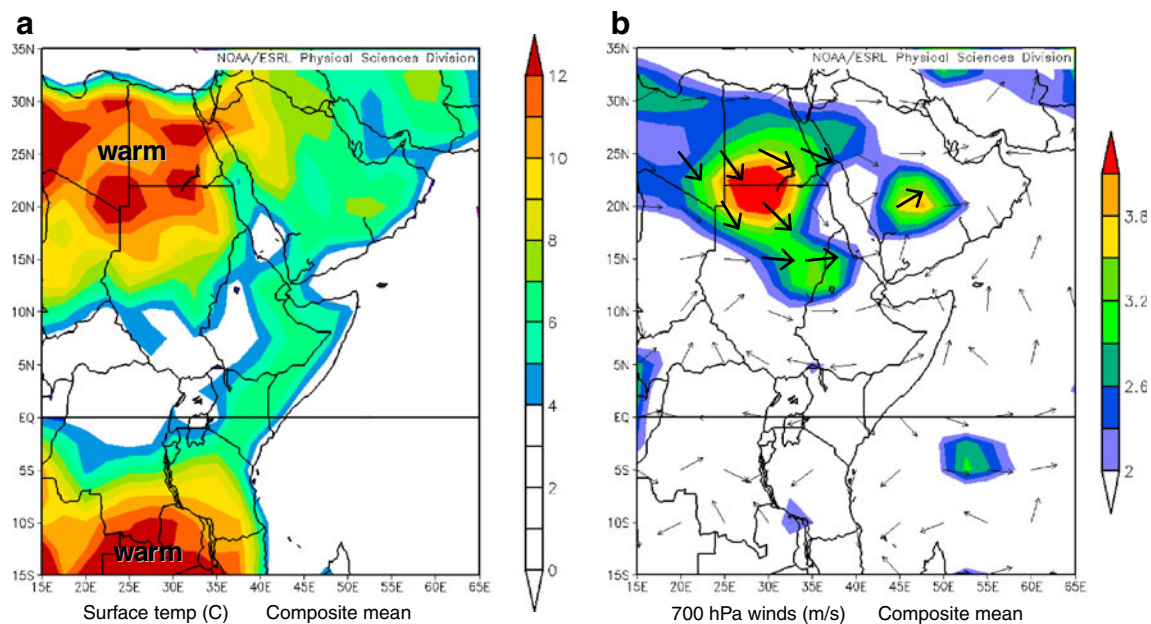 a
NOAA/ESRL Physical Sciences Division
35N
30N
25N
20N
15N
10N
5N
EQ
5S
10S
15S
15E 20E 25E 30E 35E 40E 45E 50E 55E 60E 65E
warm
warm
12
10
8
6
4
2
0
Surface temp (C) Composite mean
b
NOAA/ESRL Physical Sciences Division
35N
30N
25N
20N
15N
10N
5N
EQ
5S
10S
15S
15E 20E 25E 30E 35E 40E 45E 50E 55E 60E 65E
3.8
3.2
2.6
2
700 hPa winds (m/s) Composite mean